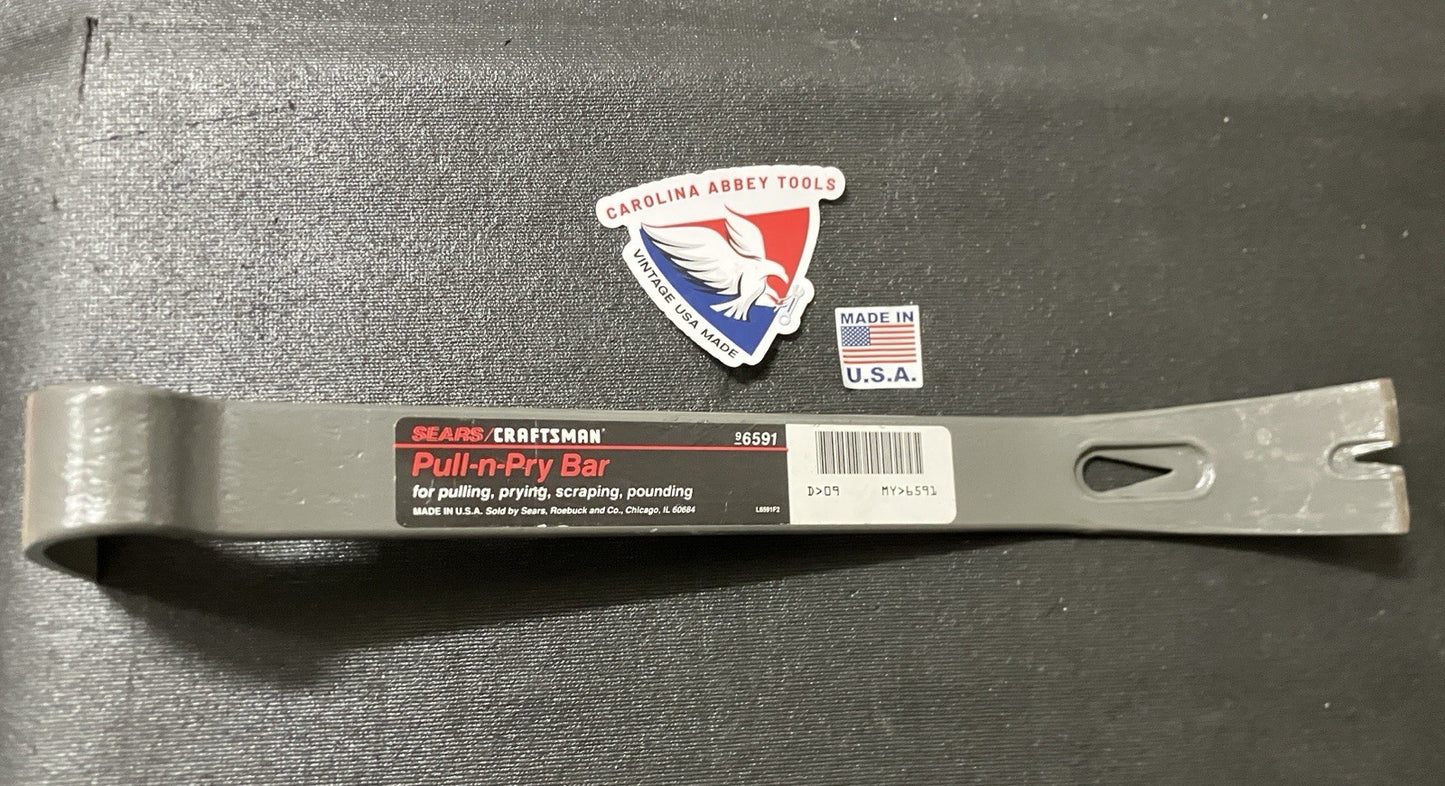 CAROLINA ABBEY TOOLS
VINTAGE USA MADE
MADE IN
U.S.A.
SEARS/CRAFTSMAN®
96591
Pull-n-Pry Bar
for pulling, prying, scraping, pounding
MADE IN U.S.A. Sold by Sears, Roebuck and Co., Chicago, IL 60684
L6591F2
D>09 MY>6591